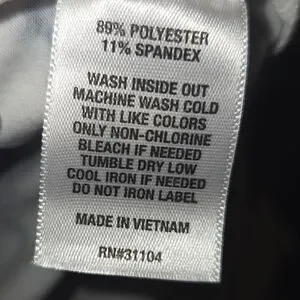 89% POLYESTER
11% SPANDEX
WASH INSIDE OUT
MACHINE WASH COLD
WITH LIKE COLORS
ONLY NON-CHLORINE
BLEACH IF NEEDED
TUMBLE DRY LOW
COOL IRON IF NEEDED
DO NOT IRON LABEL
MADE IN VIETNAM
RN#31104